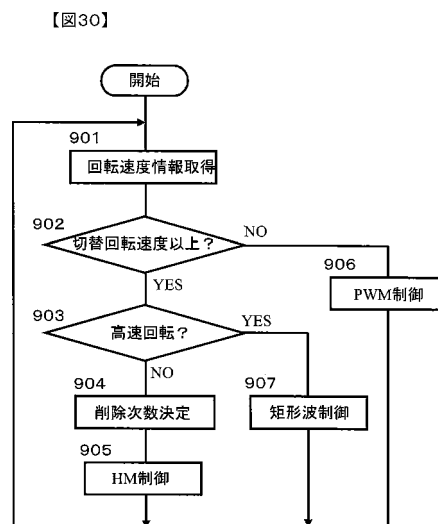 【図30】
開始
901
回転速度情報取得
902
切替回転速度以上？
NO
YES
906
PWM制御
903
高速回転？
YES
NO
904
削除次数決定
907
矩形波制御
905
HM制御